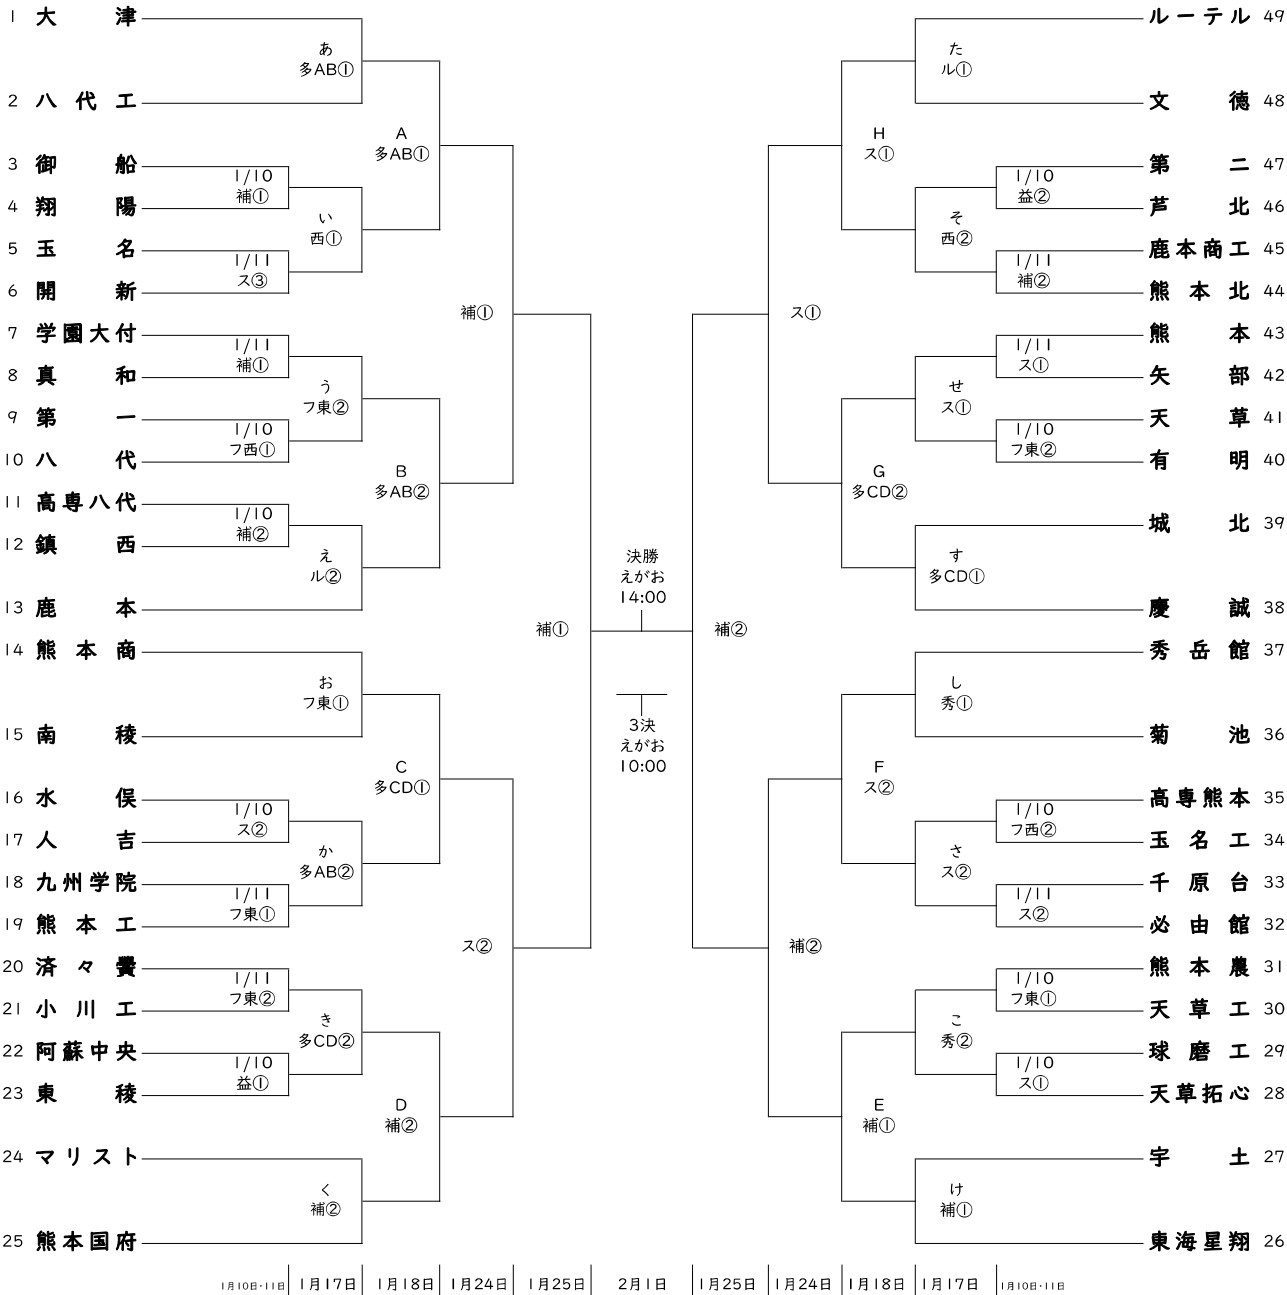 1 大津
2 八代工
3 御船
4 翔陽
5 玉名
6 開新
7 学園大付
8 真和
9 第一
10 八代
11 高専八代
12 鎮西
13 鹿本
14 熊本商
15 南稜
16 水俣
17 人吉
18 九州学院
19 熊本工
20 済々黌
21 小川工
22 阿蘇中央
23 東稜
24 マリスト
25 熊本国府
1/10
補①
1/11
ス③
1/11
補①
1/10
フ西①
1/10
補②
1/10
ス②
1/11
フ東①
1/11
フ東②
1/10
益①
あ
多AB①
い
西①
う
フ東②
え
ル②
お
フ東①
か
多AB②
き
多CD②
く
補②
A
多AB①
B
多AB②
C
多CD①
D
補②
補①
ス②
補①
決勝
えがお
14:00
3決
えがお
10:00
補②
ス①
補②
H
ス①
G
多CD②
F
ス②
E
補①
た
ル①
そ
西②
せ
ス①
す
多CD①
し
秀①
さ
ス②
こ
秀②
け
補①
1/10
益②
1/11
補②
1/11
ス①
1/10
フ東②
1/10
フ西②
1/11
ス②
1/10
フ東①
1/10
ス①
ルーテル 49
文徳 48
第二 47
芦北 46
鹿本商工 45
熊本北 44
熊本 43
矢部 42
天草 41
有明 40
城北 39
慶誠 38
秀岳館 37
菊池 36
高専熊本 35
玉名工 34
千原台 33
必由館 32
熊本農 31
天草工 30
球磨工 29
天草拓心 28
宇土 27
東海星翔 26
1月10日・11日 1月17日 1月18日 1月24日 1月25日 2月1日 1月25日 1月24日 1月18日 1月17日 1月10日・11日